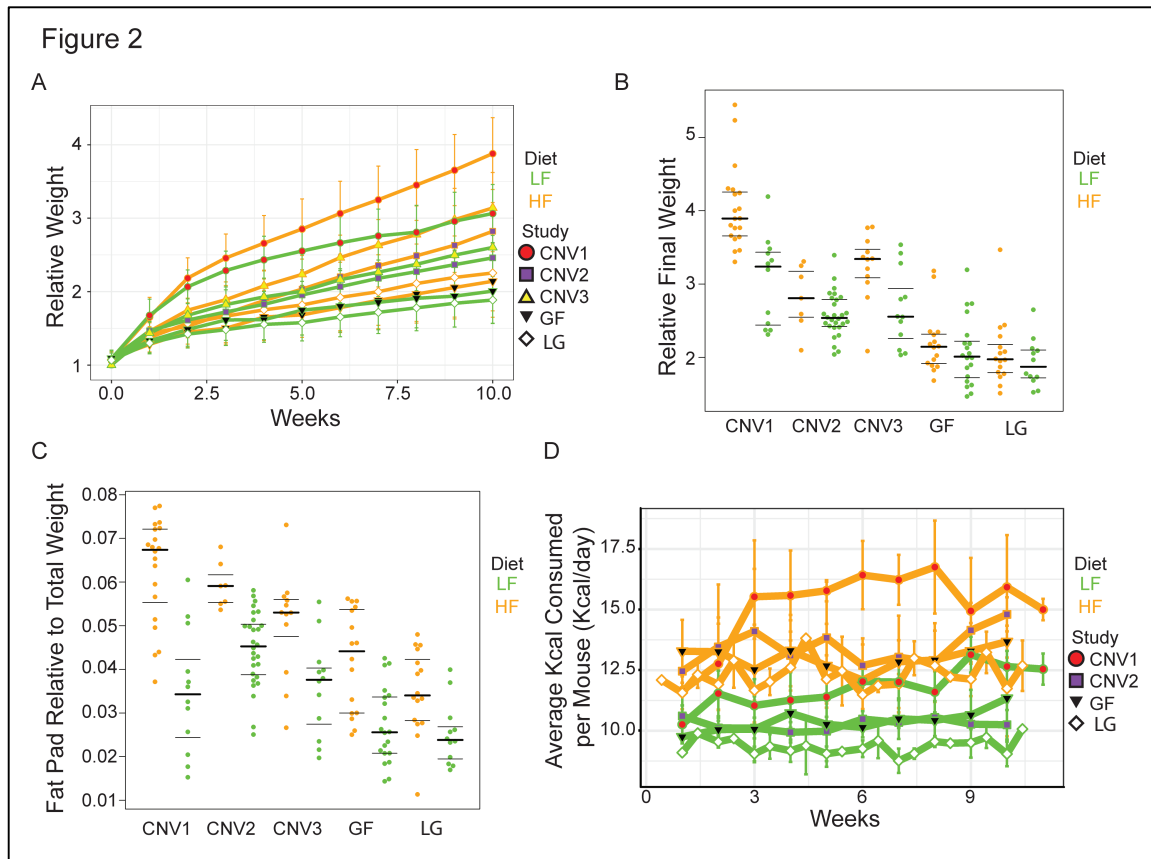 Figure 2
A
Relative Weight
4
3
2
1
0.0
2.5
5.0
7.5
10.0
Weeks
Diet
LF
HF
Study
CNV1
CNV2
CNV3
GF
LG
B
Relative Final Weight
5
4
3
2
CNV1
CNV2
CNV3
GF
LG
Diet
LF
HF
C
Fat Pad Relative to Total Weight
0.08
0.07
0.06
0.05
0.04
0.03
0.02
0.01
CNV1
CNV2
CNV3
GF
LG
Diet
LF
HF
D
Average Kcal Consumed
per Mouse (Kcal/day)
17.5
15.0
12.5
10.0
0
3
6
9
Weeks
Diet
LF
HF
Study
CNV1
CNV2
GF
LG